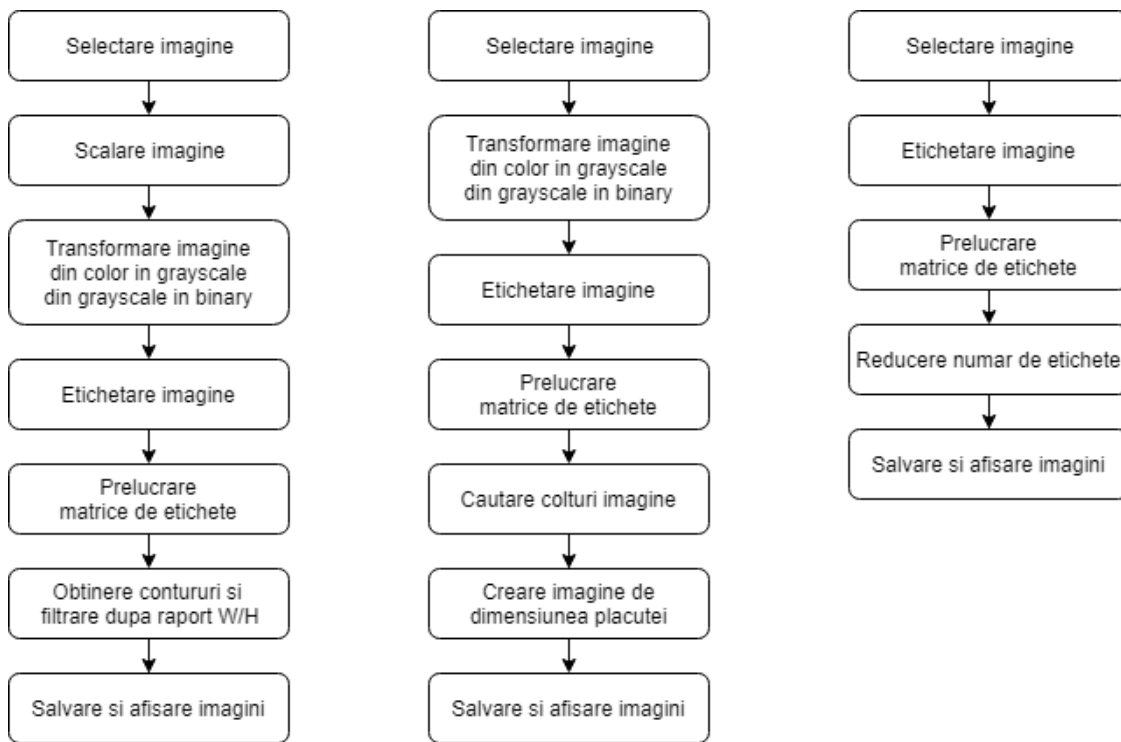 Selectare imagine
Scalare imagine
Transformare imagine
din color in grayscale
din grayscale in binary
Etichetare imagine
Prelucrare
matrice de etichete
Obtinere contururi si
filtrare dupa raport W/H
Salvare si afisare imagini
Selectare imagine
Transformare imagine
din color in grayscale
din grayscale in binary
Etichetare imagine
Prelucrare
matrice de etichete
Cautare colturi imagine
Creare imagine de
dimensiunea placutei
Salvare si afisare imagini
Selectare imagine
Etichetare imagine
Prelucrare
matrice de etichete
Reducere numar de etichete
Salvare si afisare imagini